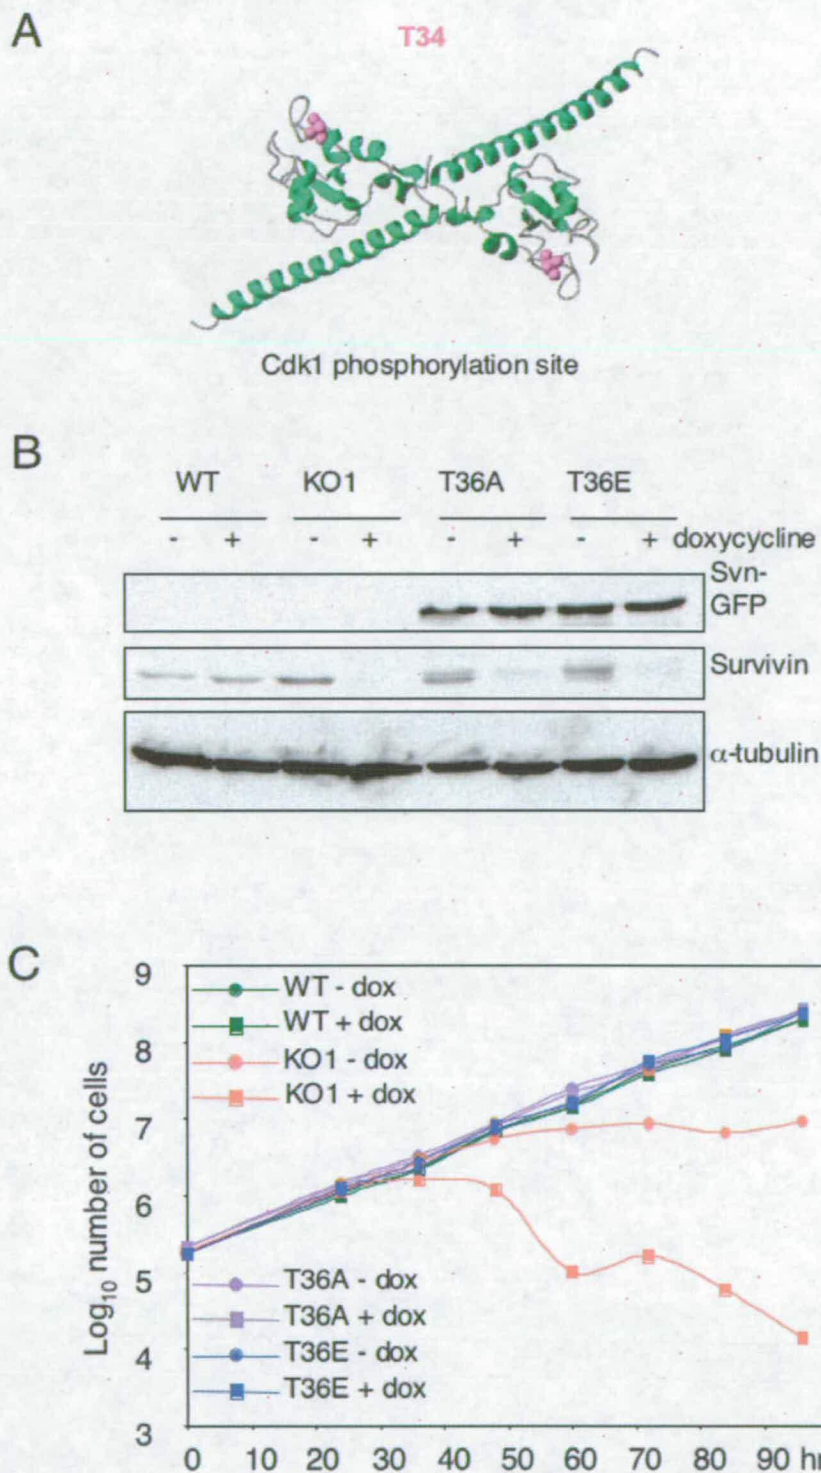 A
T34
Cdk1 phosphorylation site
B
WT KO1 T36A T36E
- + - + - + - + doxycycline
Svn-
GFP
Survivin
α-tubulin
C
9
8
7
6
5
4
3
Log10 number of cells
WT - dox
WT + dox
KO1 - dox
KO1 + dox
T36A - dox
T36A + dox
T36E - dox
T36E + dox
0 10 20 30 40 50 60 70 80 90 hr